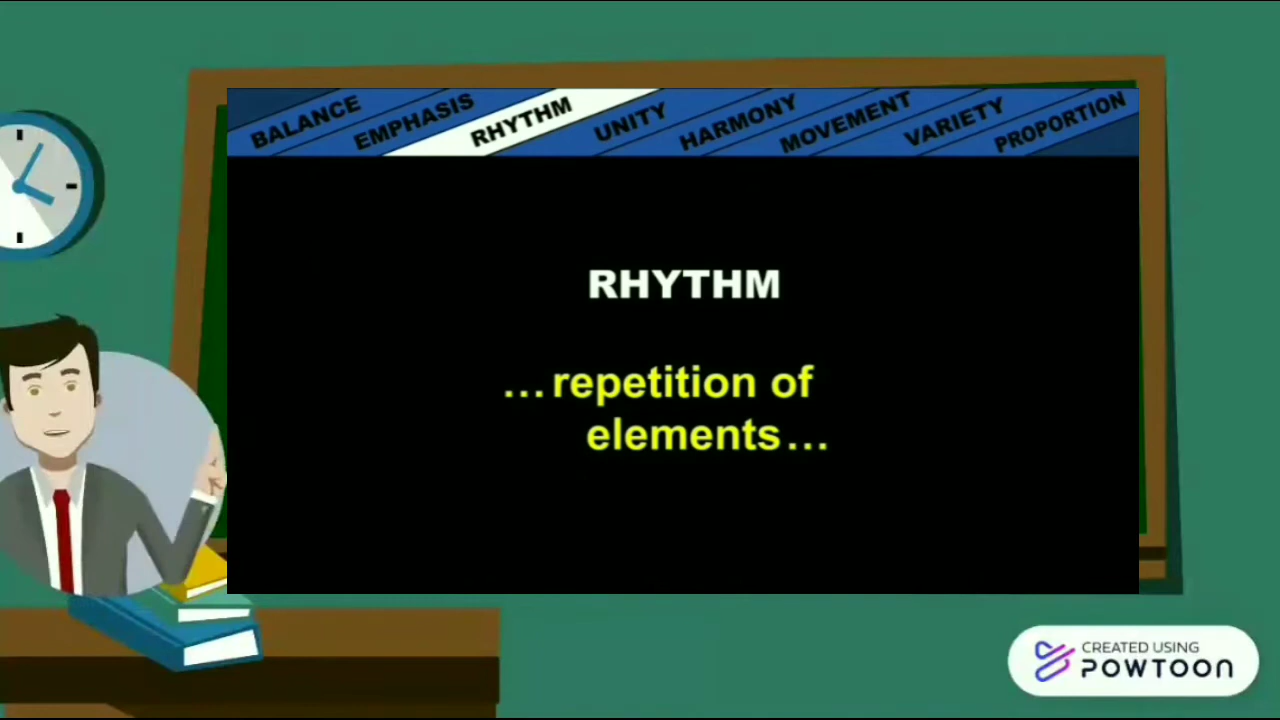 BALANCE
EMPHASIS
RHYTHM
UNITY
HARMONY
MOVEMENT
VARIETY
PROPORTION
RHYTHM
...repetition of
elements...
CREATED USING
POWTOON